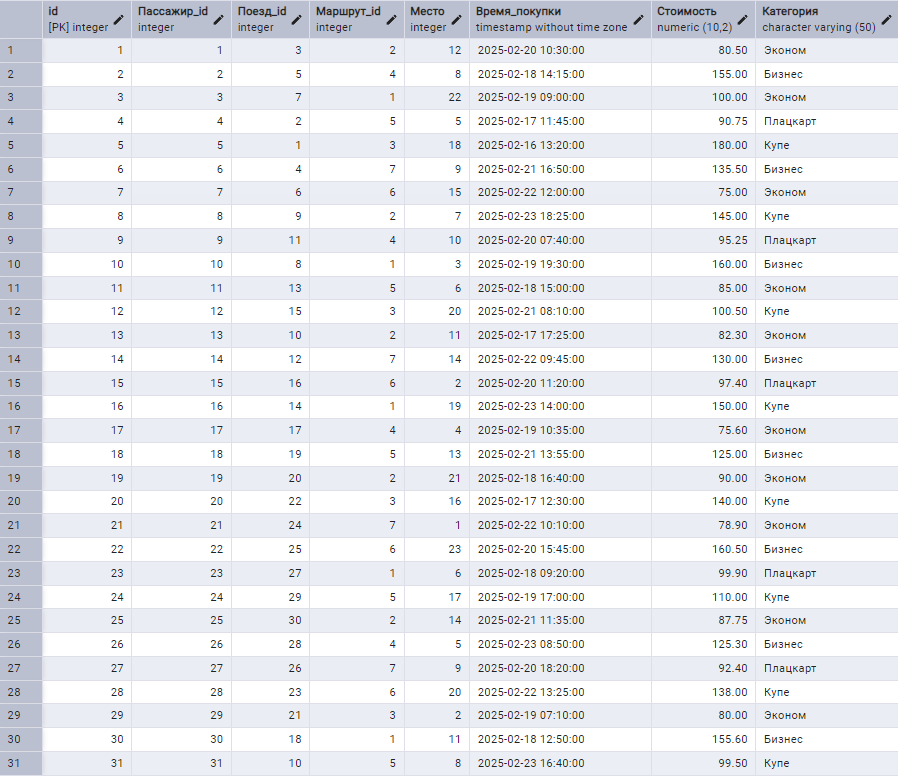 id Пассажир_id Поезд_id Маршрут_id Место Время_покупки Стоимость Категория
[PK] integer integer integer integer integer timestamp without time zone numeric (10,2) character varying (50)
1 1 1 3 2 12 2025-02-20 10:30:00 80.50 Эконом
2 2 2 5 4 8 2025-02-18 14:15:00 155.00 Бизнес
3 3 3 7 1 22 2025-02-19 09:00:00 100.00 Эконом
4 4 4 2 5 5 2025-02-17 11:45:00 90.75 Плацкарт
5 5 5 1 3 18 2025-02-16 13:20:00 180.00 Купе
6 6 6 4 7 9 2025-02-21 16:50:00 135.50 Бизнес
7 7 7 6 6 15 2025-02-22 12:00:00 75.00 Эконом
8 8 8 9 2 7 2025-02-23 18:25:00 145.00 Купе
9 9 9 11 4 10 2025-02-20 07:40:00 95.25 Плацкарт
10 10 10 8 1 3 2025-02-19 19:30:00 160.00 Бизнес
11 11 11 13 5 6 2025-02-18 15:00:00 85.00 Эконом
12 12 12 15 3 20 2025-02-21 08:10:00 100.50 Купе
13 13 13 10 2 11 2025-02-17 17:25:00 82.30 Эконом
14 14 14 12 7 14 2025-02-22 09:45:00 130.00 Бизнес
15 15 15 16 6 2 2025-02-20 11:20:00 97.40 Плацкарт
16 16 16 14 1 19 2025-02-23 14:00:00 150.00 Купе
17 17 17 17 4 4 2025-02-19 10:35:00 75.60 Эконом
18 18 18 19 5 13 2025-02-21 13:55:00 125.00 Бизнес
19 19 19 20 2 21 2025-02-18 16:40:00 90.00 Эконом
20 20 20 22 3 16 2025-02-17 12:30:00 140.00 Купе
21 21 21 24 7 1 2025-02-22 10:10:00 78.90 Эконом
22 22 22 25 6 23 2025-02-20 15:45:00 160.50 Бизнес
23 23 23 27 1 6 2025-02-18 09:20:00 99.90 Плацкарт
24 24 24 29 5 17 2025-02-19 17:00:00 110.00 Купе
25 25 25 30 2 14 2025-02-21 11:35:00 87.75 Эконом
26 26 26 28 4 5 2025-02-23 08:50:00 125.30 Бизнес
27 27 27 26 7 9 2025-02-20 18:20:00 92.40 Плацкарт
28 28 28 23 6 20 2025-02-22 13:25:00 138.00 Купе
29 29 29 21 3 2 2025-02-19 07:10:00 80.00 Эконом
30 30 30 18 1 11 2025-02-18 12:50:00 155.60 Бизнес
31 31 31 10 5 8 2025-02-23 16:40:00 99.50 Купе